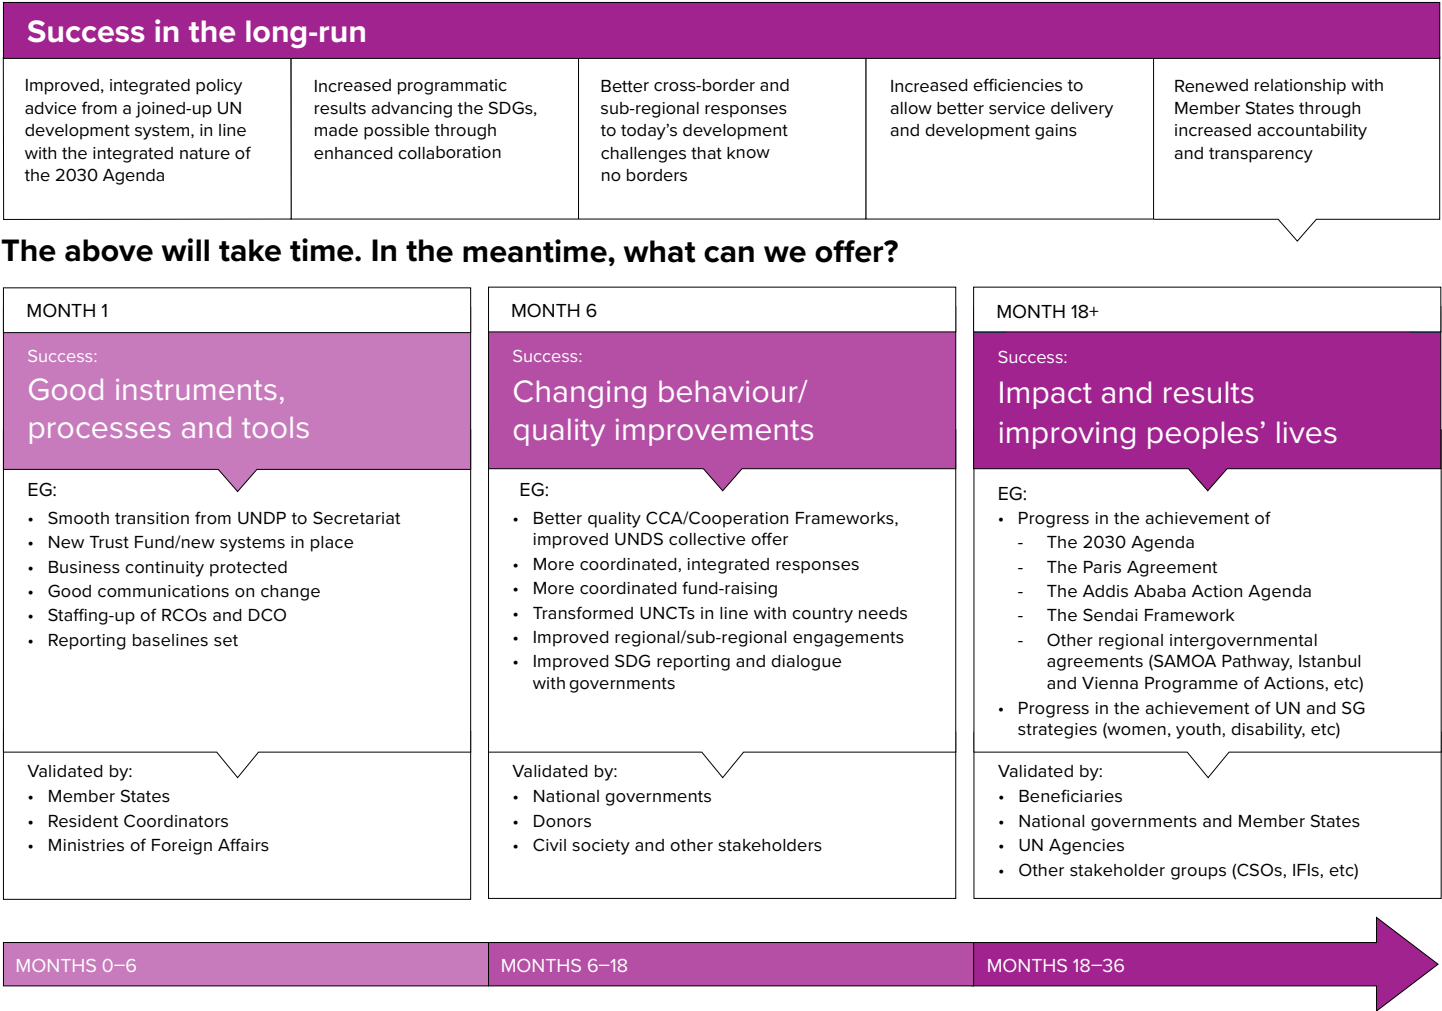 Success in the long-run
Improved, integrated policy
advice from a joined-up UN
development system, in line
with the integrated nature of
the 2030 Agenda
Increased programmatic
results advancing the SDGs,
made possible through
enhanced collaboration
Better cross-border and
sub-regional responses
to today’s development
challenges that know
no borders
Increased efficiencies to
allow better service delivery
and development gains
Renewed relationship with
Member States through
increased accountability
and transparency
The above will take time. In the meantime, what can we offer?
MONTH 1
Success:
Good instruments,
processes and tools
EG:
• Smooth transition from UNDP to Secretariat
• New Trust Fund/new systems in place
• Business continuity protected
• Good communications on change
• Staffing-up of RCOs and DCO
• Reporting baselines set
Validated by:
• Member States
• Resident Coordinators
• Ministries of Foreign Affairs
MONTH 6
Success:
Changing behaviour/
quality improvements
EG:
• Better quality CCA/Cooperation Frameworks,
improved UNDS collective offer
• More coordinated, integrated responses
• More coordinated fund-raising
• Transformed UNCTs in line with country needs
• Improved regional/sub-regional engagements
• Improved SDG reporting and dialogue
with governments
Validated by:
• National governments
• Donors
• Civil society and other stakeholders
MONTH 18+
Success:
Impact and results
improving peoples’ lives
EG:
• Progress in the achievement of
- The 2030 Agenda
- The Paris Agreement
- The Addis Ababa Action Agenda
- The Sendai Framework
- Other regional intergovernmental
agreements (SAMOA Pathway, Istanbul
and Vienna Programme of Actions, etc)
• Progress in the achievement of UN and SG
strategies (women, youth, disability, etc)
Validated by:
• Beneficiaries
• National governments and Member States
• UN Agencies
• Other stakeholder groups (CSOs, IFIs, etc)
MONTHS 0–6
MONTHS 6–18
MONTHS 18–36